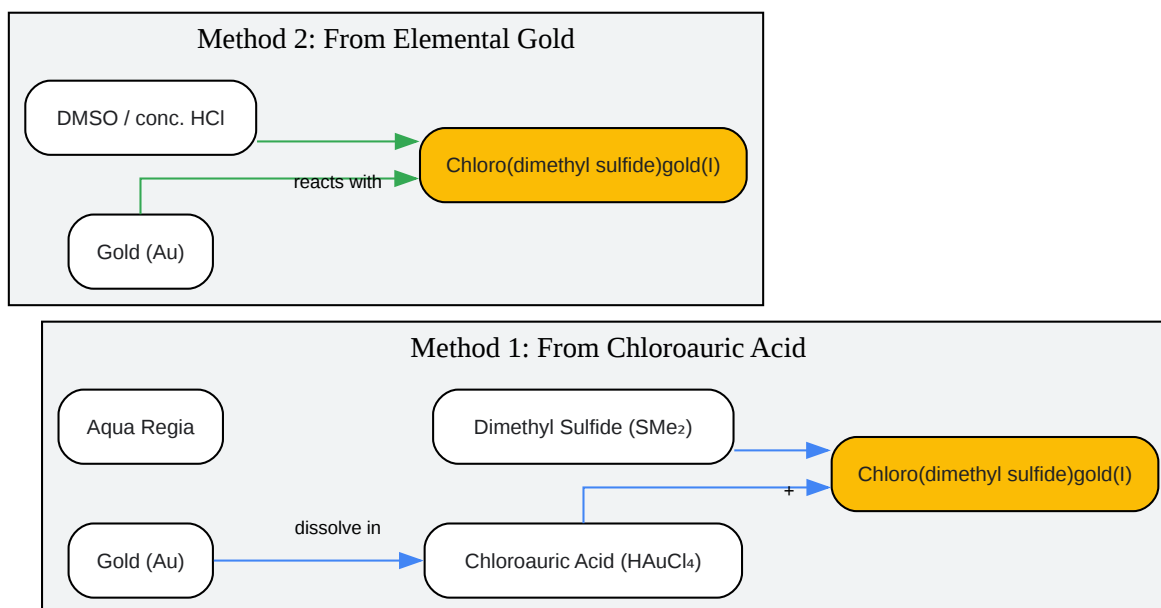 Method 2: From Elemental Gold
DMSO / conc. HCl
Chloro(dimethyl sulfide)gold(I)
reacts with
Gold (Au)
Method 1: From Chloroauric Acid
Aqua Regia
Dimethyl Sulfide (SMe₂)
Chloro(dimethyl sulfide)gold(I)
+
dissolve in
Gold (Au)
Chloroauric Acid (HAuCl₄)